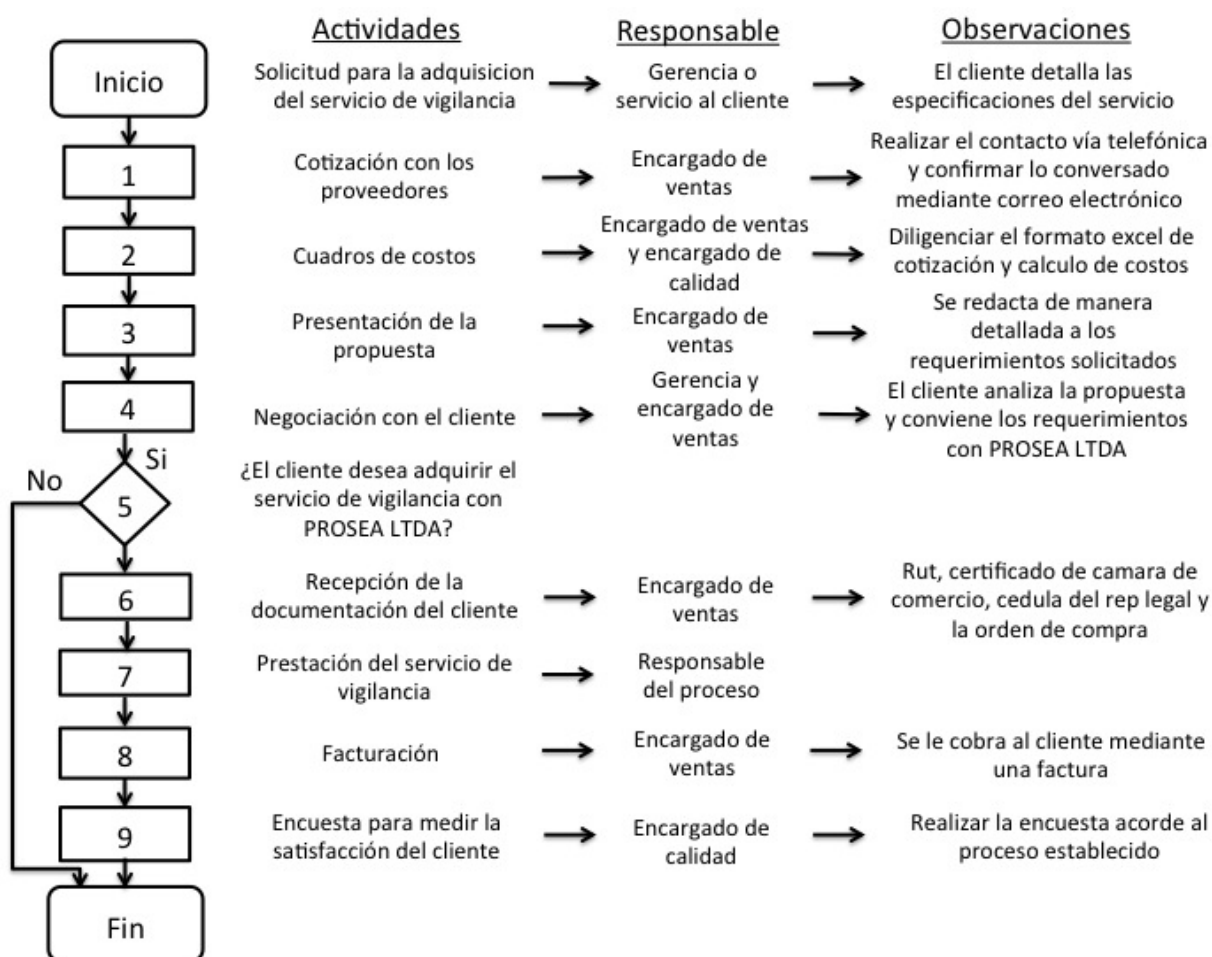 Actividades
Responsable
Observaciones
Inicio
Solicitud para la adquisicion
del servicio de vigilancia
Gerencia o
servicio al cliente
El cliente detalla las
especificaciones del servicio
1
Cotización con los
proveedores
Encargado de
ventas
Realizar el contacto vía telefónica
y confirmar lo conversado
mediante correo electrónico
2
Cuadros de costos
Encargado de ventas
y encargado de
calidad
Diligenciar el formato excel de
cotización y calculo de costos
3
Presentación de la
propuesta
Encargado de
ventas
Se redacta de manera
detallada a los
requerimientos solicitados
4
Negociación con el cliente
Gerencia y
encargado de
ventas
El cliente analiza la propuesta
y conviene los requerimientos
con PROSEA LTDA
Si
No
5
¿El cliente desea adquirir el
servicio de vigilancia con
PROSEA LTDA?
6
Recepción de la
documentación del cliente
Encargado de
ventas
Rut, certificado de camara de
comercio, cedula del rep legal y
la orden de compra
7
Prestación del servicio de
vigilancia
Responsable
del proceso
8
Facturación
Encargado de
ventas
Se le cobra al cliente mediante
una factura
9
Encuesta para medir la
satisfacción del cliente
Encargado de
calidad
Realizar la encuesta acorde al
proceso establecido
Fin